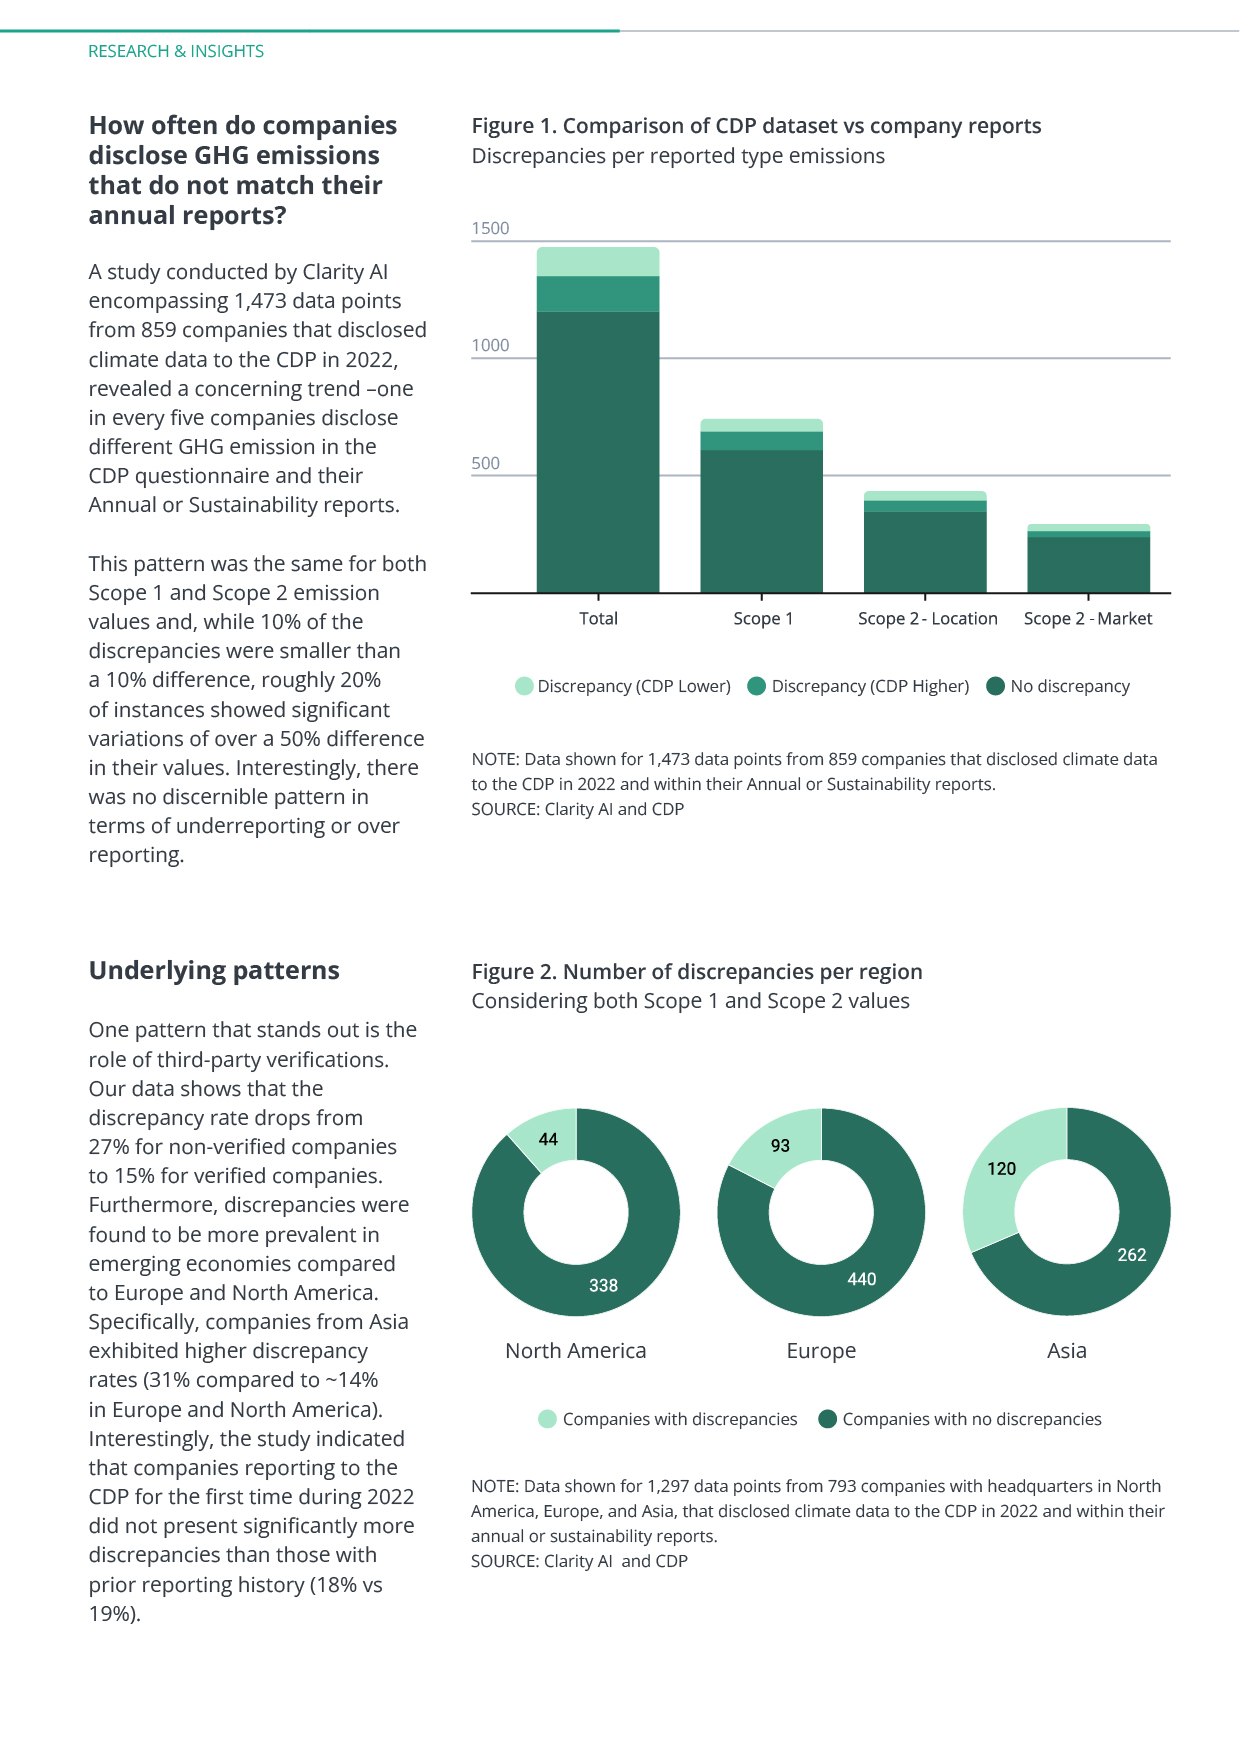 RESEARCH & INSIGHTS
How often do companies
disclose GHG emissions
that do not match their
annual reports?
A study conducted by Clarity AI
encompassing 1,473 data points
from 859 companies that disclosed
climate data to the CDP in 2022,
revealed a concerning trend –one
in every five companies disclose
different GHG emission in the
CDP questionnaire and their
Annual or Sustainability reports.
This pattern was the same for both
Scope 1 and Scope 2 emission
values and, while 10% of the
discrepancies were smaller than
a 10% difference, roughly 20%
of instances showed significant
variations of over a 50% difference
in their values. Interestingly, there
was no discernible pattern in
terms of underreporting or over
reporting.
Figure 1. Comparison of CDP dataset vs company reports
Discrepancies per reported type emissions
1500
1000
500
Total
Scope 1
Scope 2 - Location
Scope 2 - Market
Discrepancy (CDP Lower)
Discrepancy (CDP Higher)
No discrepancy
NOTE: Data shown for 1,473 data points from 859 companies that disclosed climate data
to the CDP in 2022 and within their Annual or Sustainability reports.
SOURCE: Clarity AI and CDP
Underlying patterns
One pattern that stands out is the
role of third-party verifications.
Our data shows that the
discrepancy rate drops from
27% for non-verified companies
to 15% for verified companies.
Furthermore, discrepancies were
found to be more prevalent in
emerging economies compared
to Europe and North America.
Specifically, companies from Asia
exhibited higher discrepancy
rates (31% compared to ~14%
in Europe and North America).
Interestingly, the study indicated
that companies reporting to the
CDP for the first time during 2022
did not present significantly more
discrepancies than those with
prior reporting history (18% vs
19%).
Figure 2. Number of discrepancies per region
Considering both Scope 1 and Scope 2 values
44
338
North America
93
440
Europe
120
262
Asia
Companies with discrepancies
Companies with no discrepancies
NOTE: Data shown for 1,297 data points from 793 companies with headquarters in North
America, Europe, and Asia, that disclosed climate data to the CDP in 2022 and within their
annual or sustainability reports.
SOURCE: Clarity AI and CDP